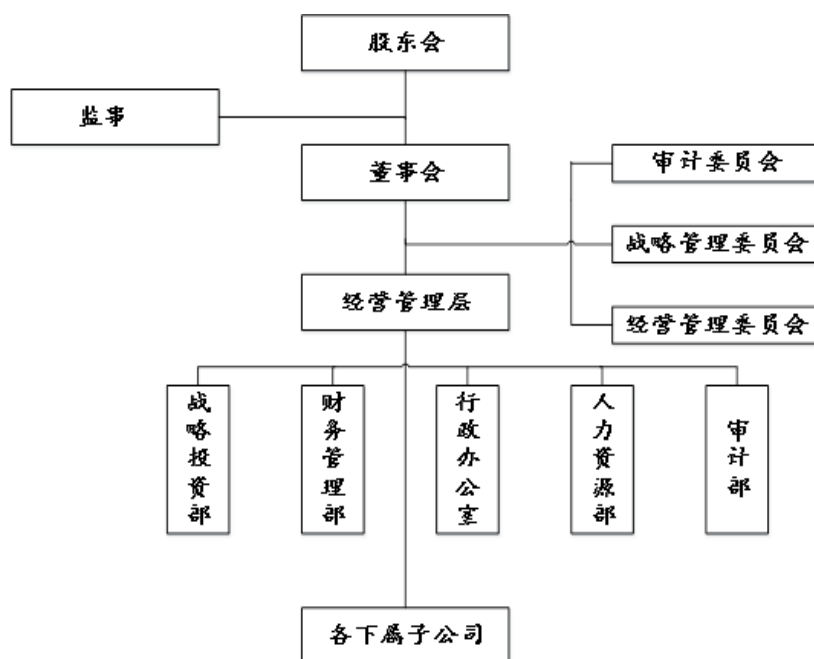 股东会
监事
董事会
审计委员会
战略管理委员会
经营管理层
经营管理委员会
战略投资部
财务管理部
行政办公室
人力资源部
审计部
各下属子公司